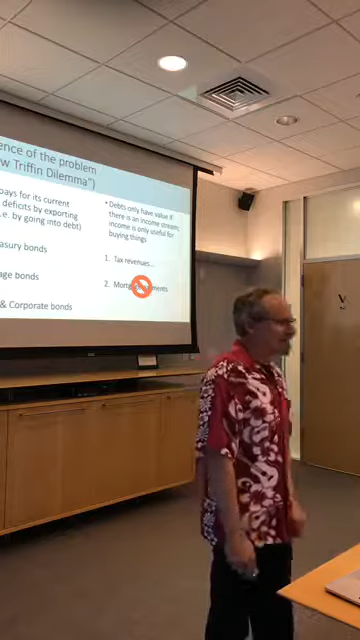 ence of the problem
w Triffin Dilemma")
pays for its current
deficits by exporting
i.e. by going into debt)
asury bonds
age bonds
& Corporate bonds
• Debts only have value if
there is an income stream;
income is only useful for
buying things
1. Tax revenues...
2. Mort ments